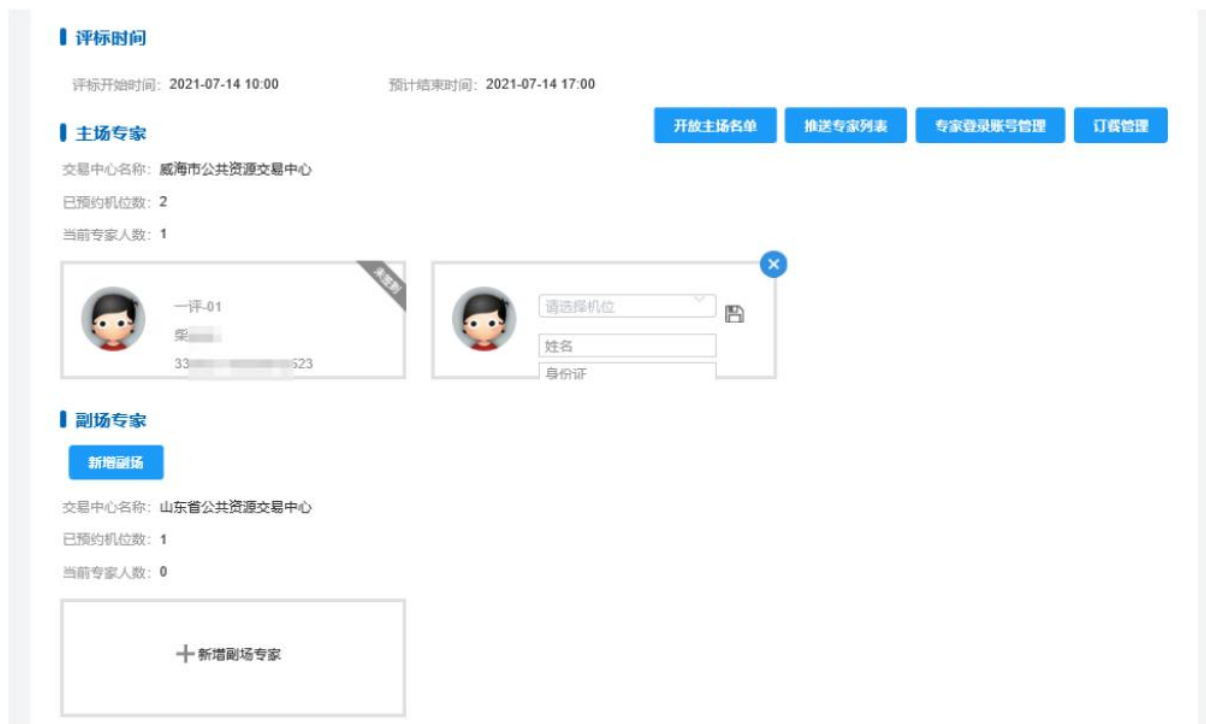 评标时间
评标开始时间：2021-07-14 10:00 预计结束时间：2021-07-14 17:00
主场专家 开放主场名单 推送专家列表 专家登录账号管理 订餐管理
交易中心名称：威海市公共资源交易中心
已预约机位数：2
当前专家人数：1
未签到
一评-01
柴
33 523
请选择机位
姓名
身份证
副场专家
新增副场
交易中心名称：山东省公共资源交易中心
已预约机位数：1
当前专家人数：0
新增副场专家